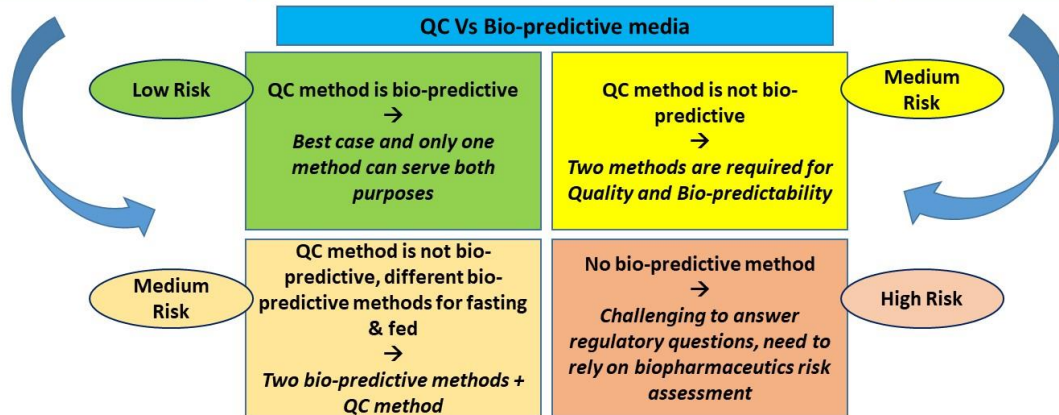 QC Vs Bio-predictive media
Low Risk
QC method is bio-predictive
→
Best case and only one
method can serve both
purposes
QC method is not bio-
predictive
→
Two methods are required for
Quality and Bio-predictability
Medium
Risk
Medium
Risk
QC method is not bio-
predictive, different bio-
predictive methods for fasting
& fed
→
Two bio-predictive methods +
QC method
No bio-predictive method
→
Challenging to answer
regulatory questions, need to
rely on biopharmaceutics risk
assessment
High Risk